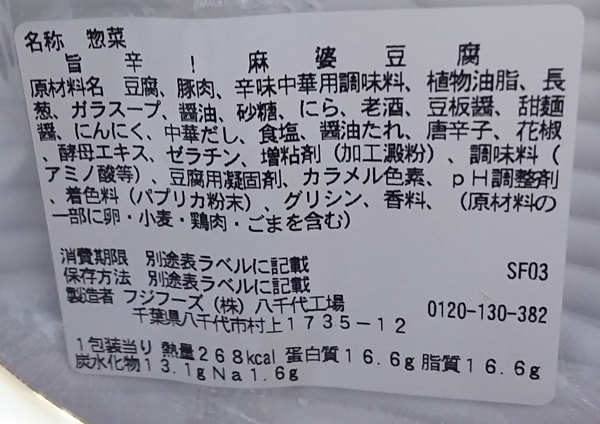 名称 惣菜
旨辛!麻婆豆腐
原材料名 豆腐、豚肉、辛味中華用調味料、植物油脂、長
葱、ガラスープ、醤油、砂糖、にら、老酒、豆板醤、甜麺
醤、にんにく、中華だし、食塩、醤油たれ、唐辛子、花椒
、酵母エキス、ゼラチン、増粘剤(加工澱粉)、調味料(
アミノ酸等)、豆腐用凝固剤、カラメル色素、pH調整剤
、着色料(パプリカ粉末)、グリシン、香料、(原材料の
一部に卵・小麦・鶏肉・ごまを含む)
消費期限 別途表ラベルに記載
保存方法 別途表ラベルに記載 SF03
製造者 フジフーズ(株)八千代工場
千葉県八千代市村上1735-12 0120-130-382
1包装当り 熱量268kcal 蛋白質16.6g 脂質16.6g
炭水化物13.1g Na1.6g